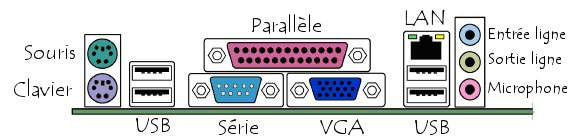 Parallèle
LAN
Souris
Entrée ligne
Sortie ligne
Clavier
Microphone
USB
Série
VGA
USB